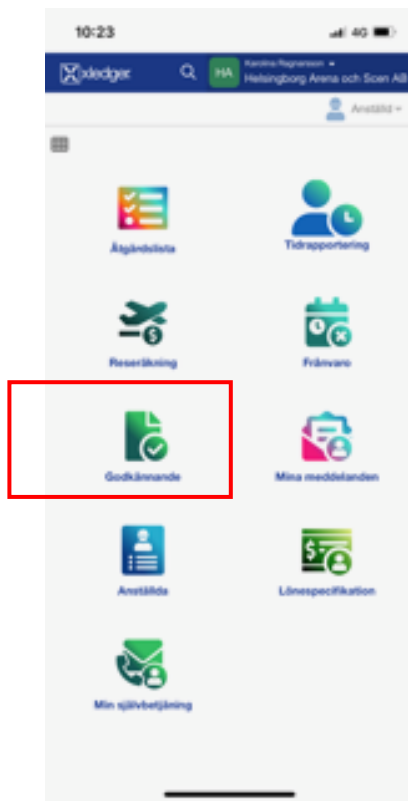 10:23
4G
xledger
HA
Karolina Ragnarsson
Helsingborg Arena och Scen AB
Anställd
Åtgärdslista
Tidrapportering
Reseräkning
Frånvaro
Godkännande
Mina meddelanden
Anställda
Lönespecifikation
Min självbetjäning